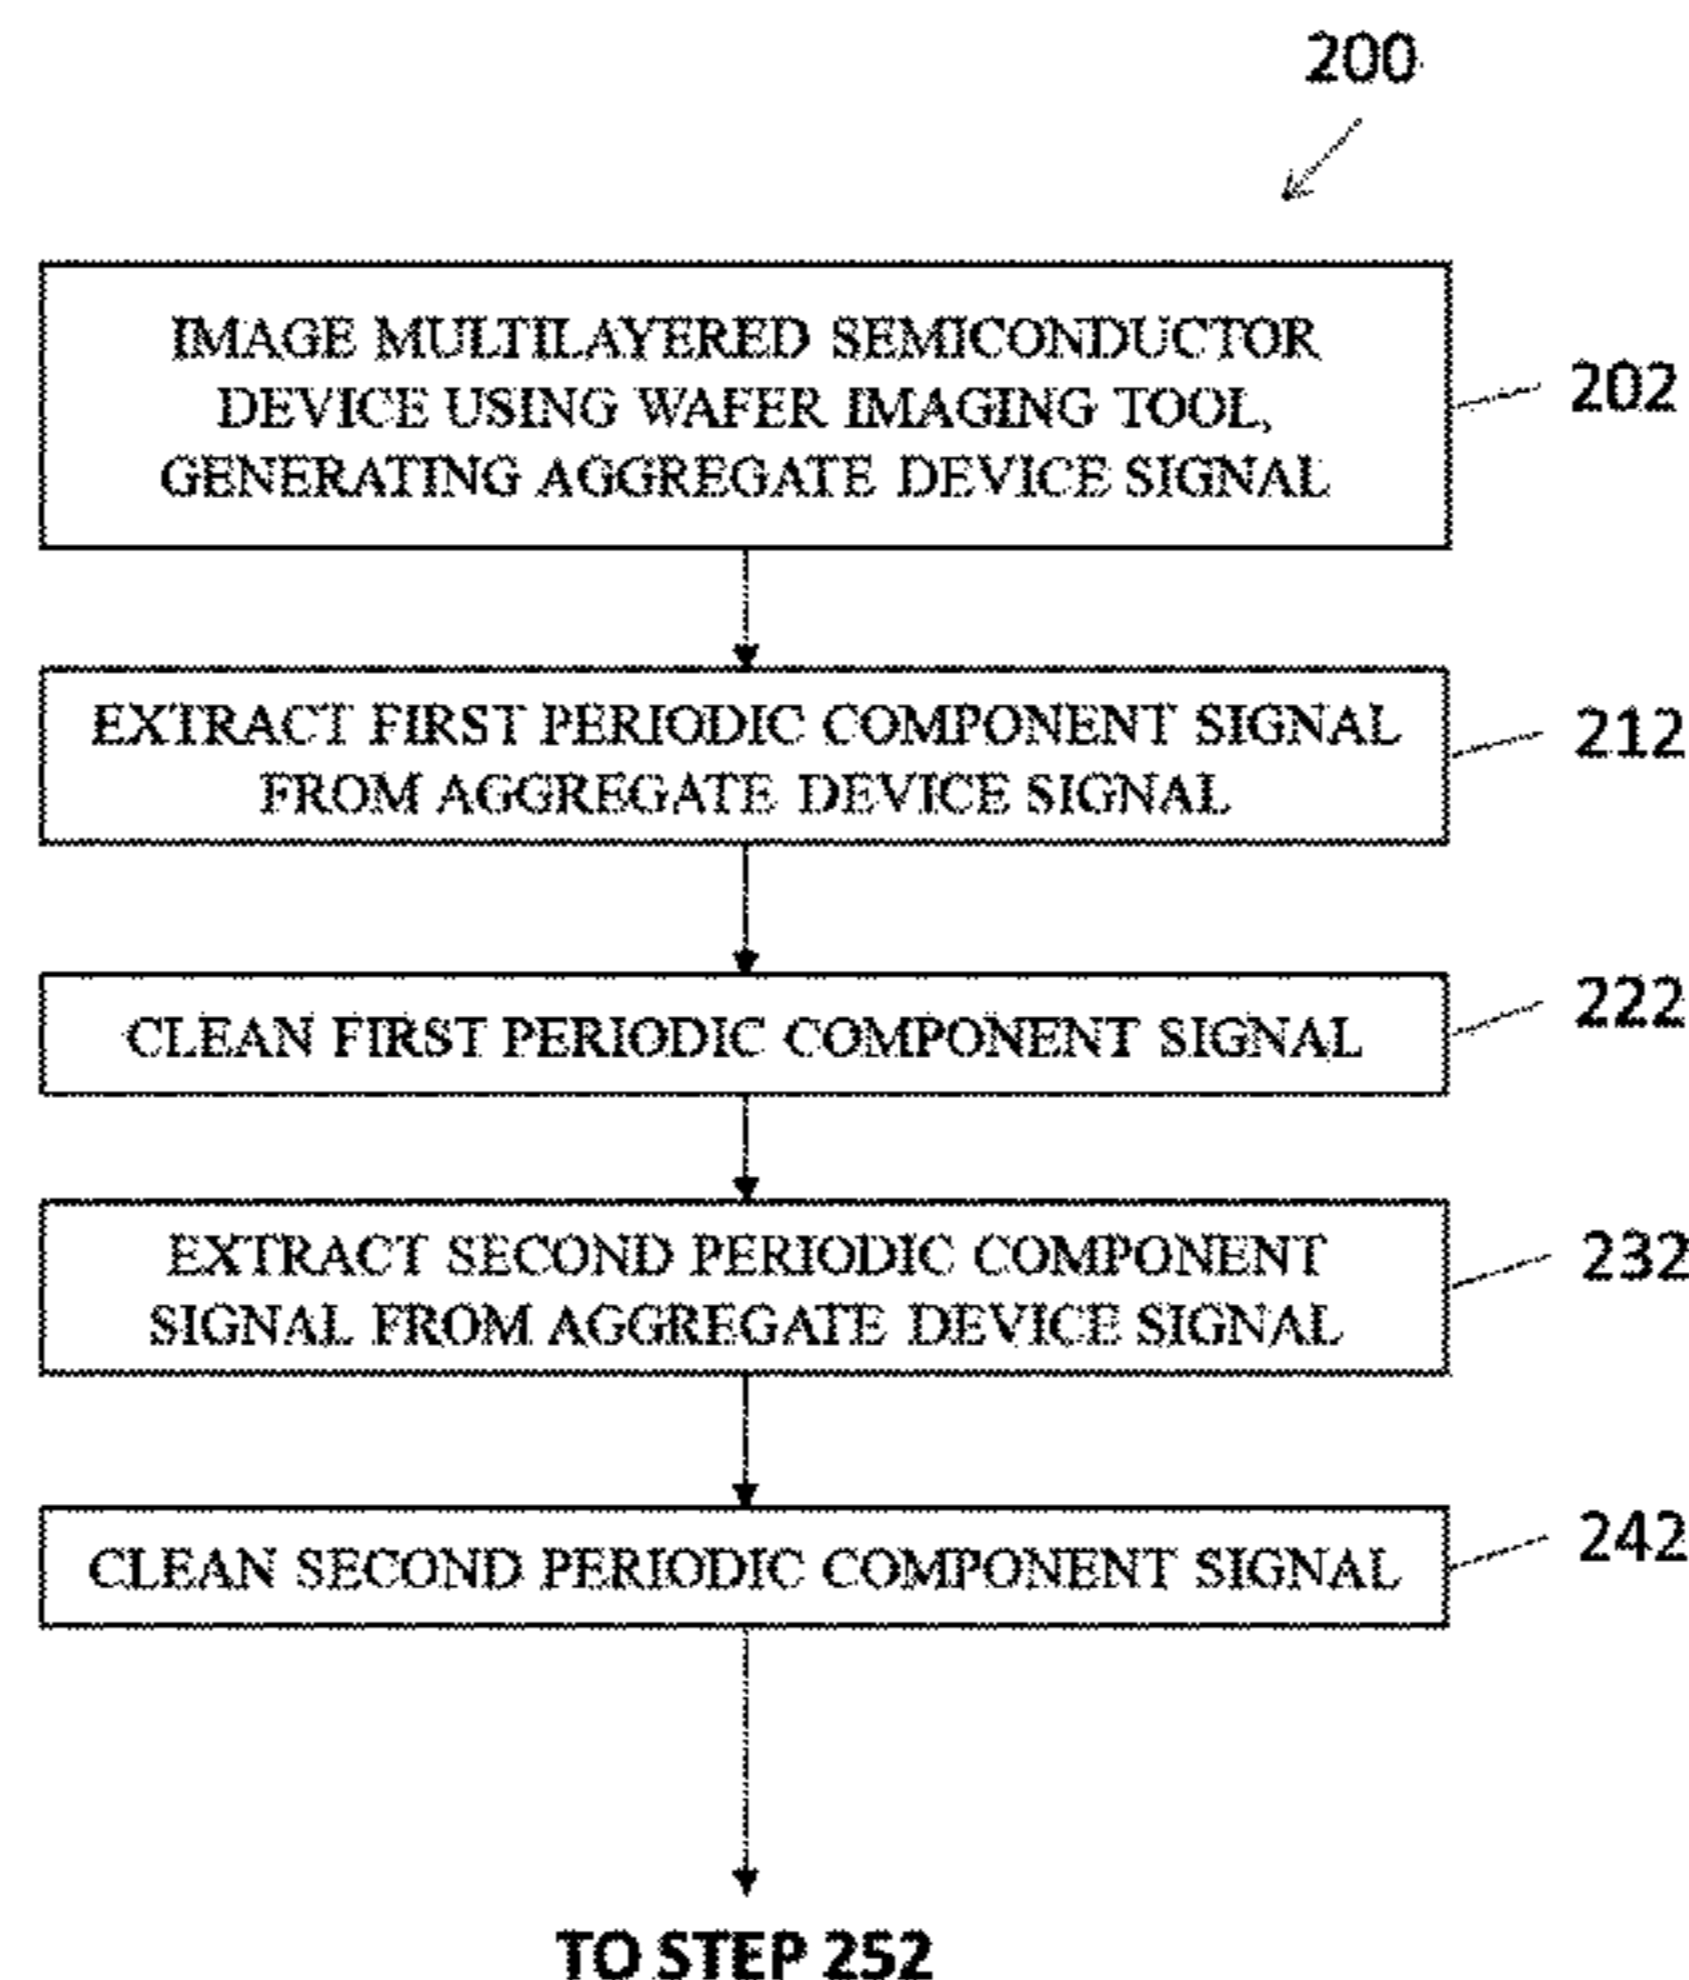 200
IMAGE MULTILAYERED SEMICONDUCTOR
DEVICE USING WAFER IMAGING TOOL,
GENERATING AGGREGATE DEVICE SIGNAL
202
EXTRACT FIRST PERIODIC COMPONENT SIGNAL
FROM AGGREGATE DEVICE SIGNAL
212
CLEAN FIRST PERIODIC COMPONENT SIGNAL
222
EXTRACT SECOND PERIODIC COMPONENT
SIGNAL FROM AGGREGATE DEVICE SIGNAL
232
CLEAN SECOND PERIODIC COMPONENT SIGNAL
242
TO STEP 252